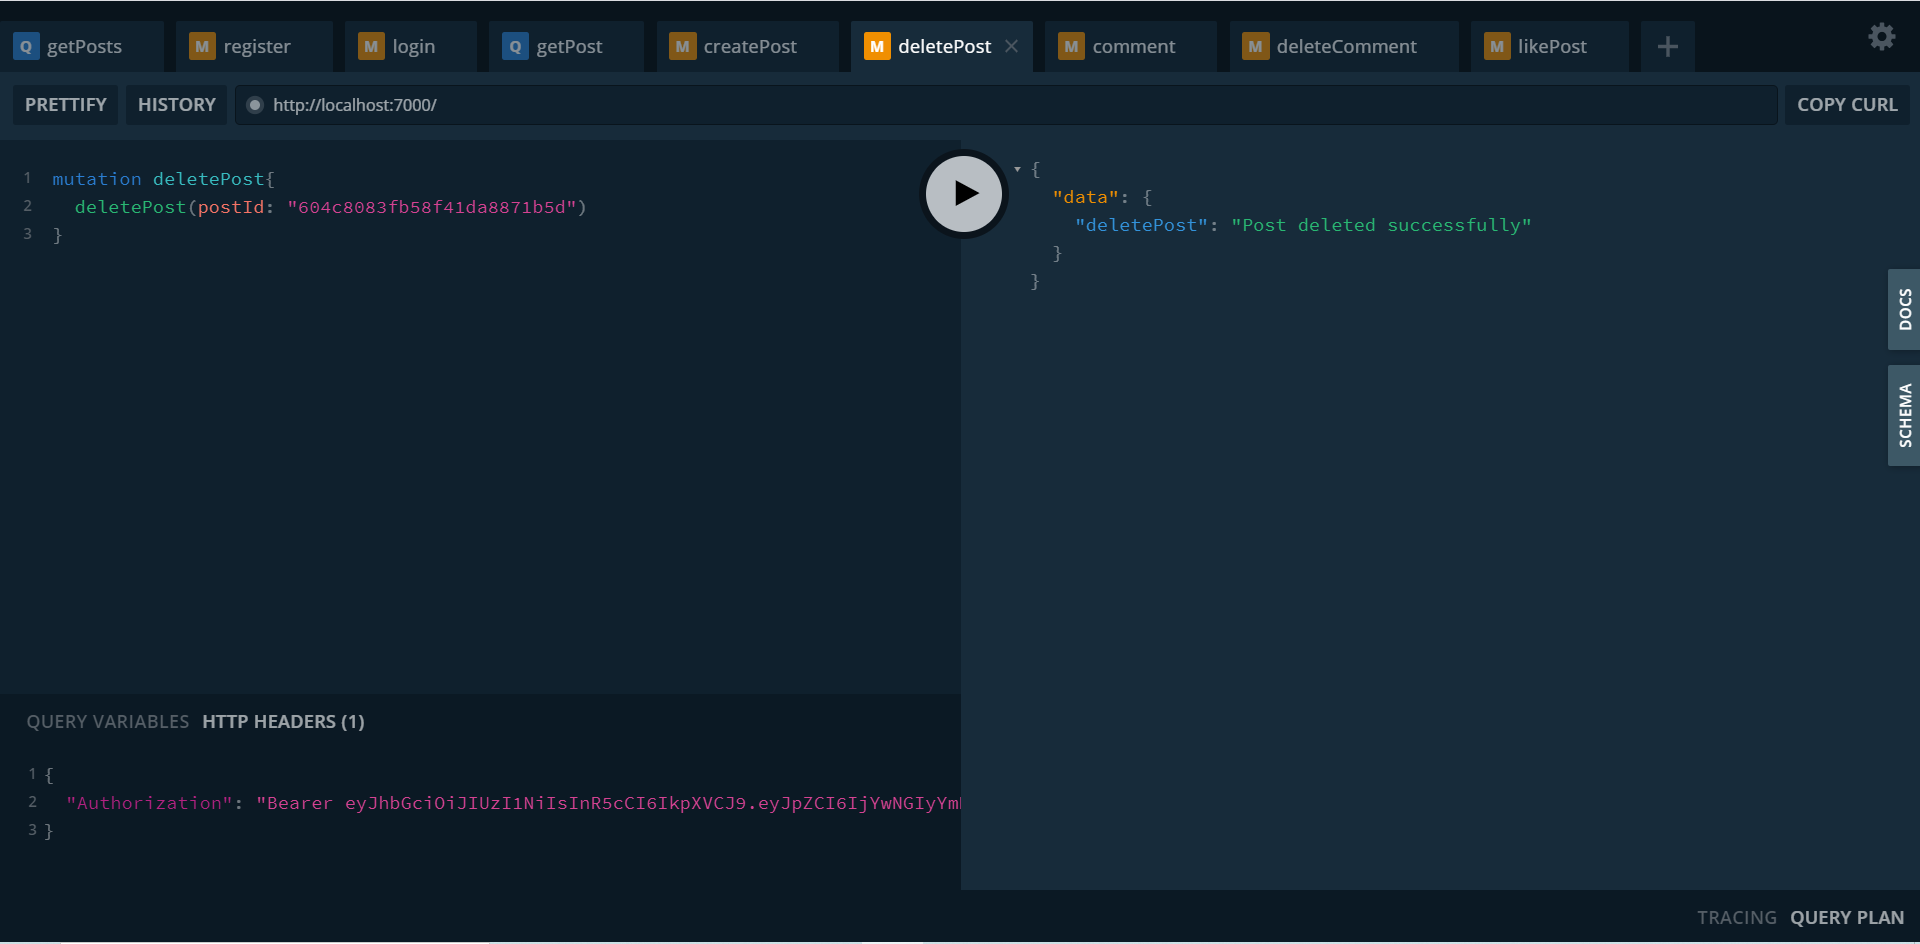 Q getPosts M register M login Q getPost M createPost M deletePost M comment M deleteComment M likePost
PRETTIFY HISTORY http://localhost:7000/ COPY CURL
1 mutation deletePost{
2 deletePost(postId: "604c8083fb58f41da8871b5d")
3 }
{
"data": {
"deletePost": "Post deleted successfully"
}
}
DOCS
SCHEMA
QUERY VARIABLES HTTP HEADERS (1)
1 {
2 "Authorization": "Bearer eyJhbGciOiJIUzI1NiIsInR5cCI6IkpXVCJ9.eyJpZCI6IjYwNGIyYm
3 }
TRACING QUERY PLAN